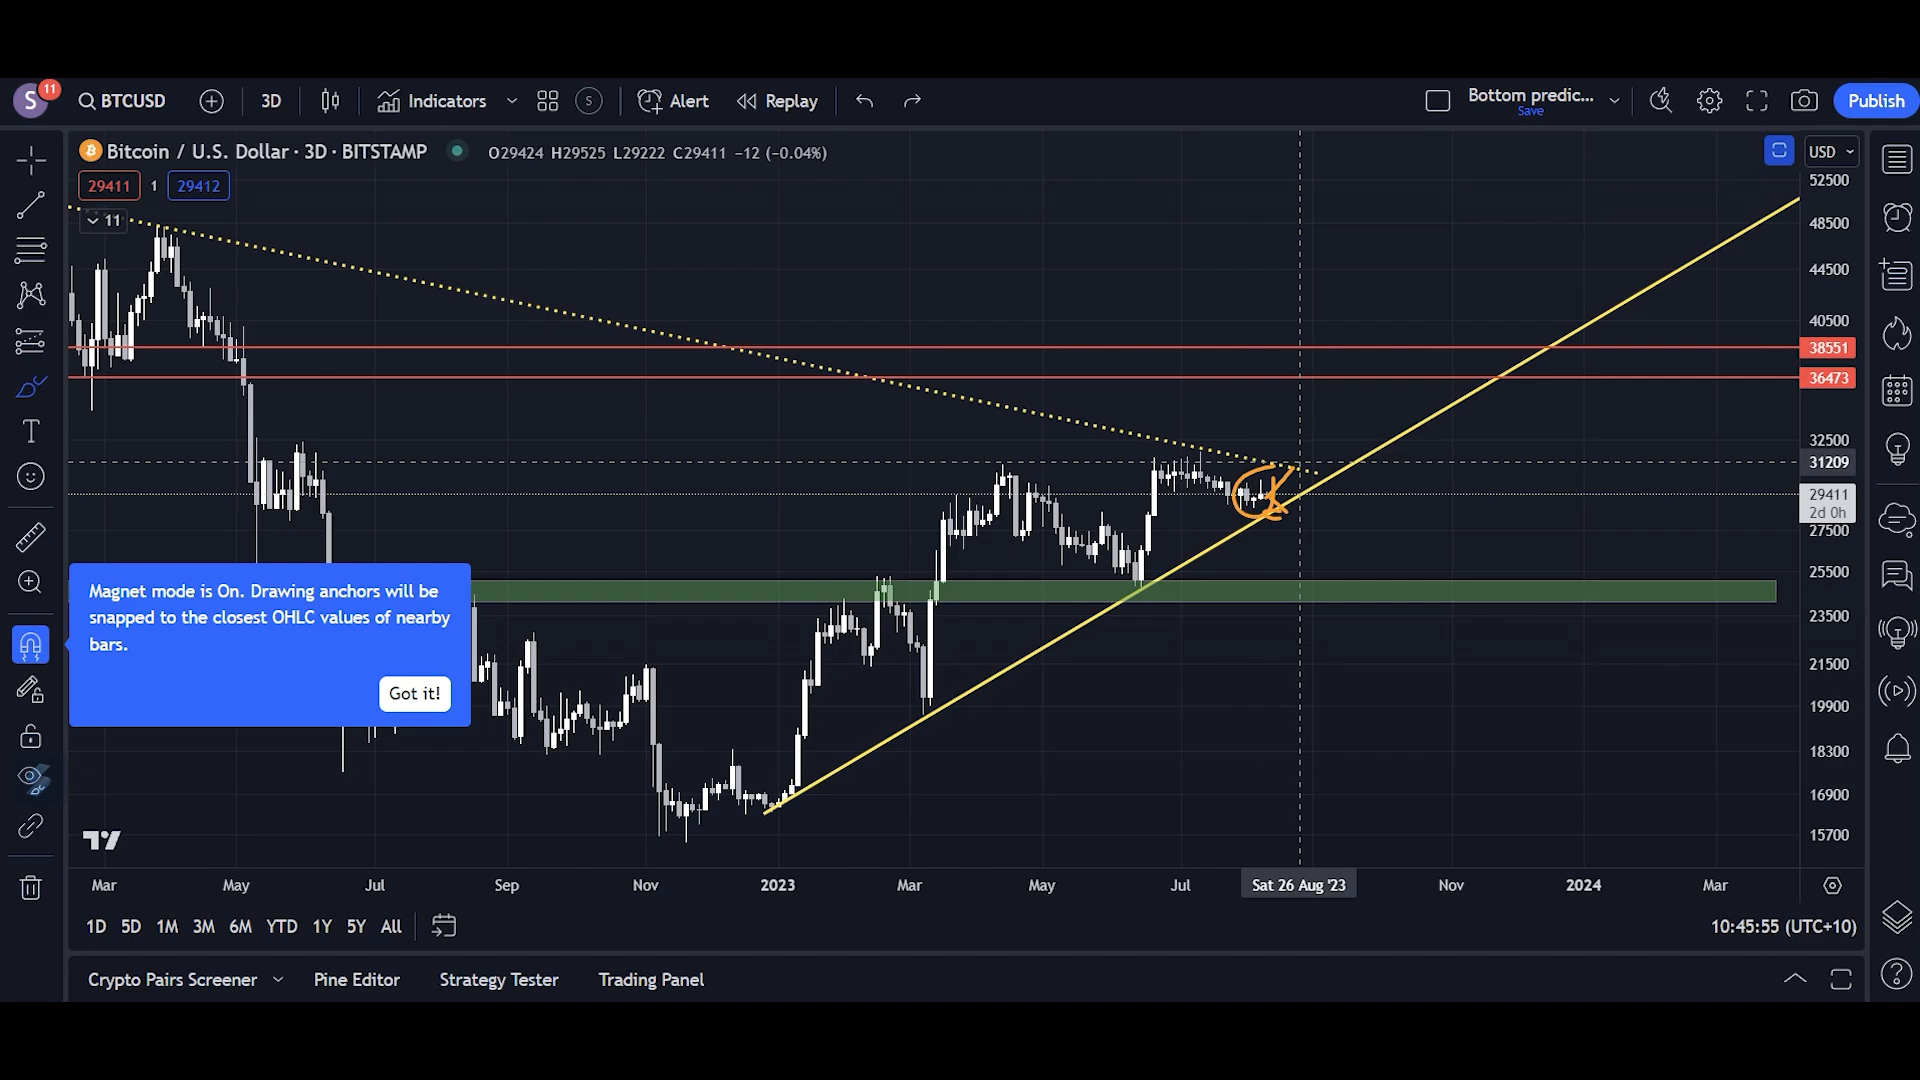 S 11 BTCUSD 3D Indicators S Alert Replay Bottom predic... Save Publish
Bitcoin / U.S. Dollar · 3D · BITSTAMP O29424 H29525 L29222 C29411 −12 (−0.04%) USD
29411 1 29412
11
52500
48500
44500
40500
38551
36473
32500
31209
29411
2d 0h
27500
25500
23500
21500
19900
18300
16900
15700
T
Magnet mode is On. Drawing anchors will be
snapped to the closest OHLC values of nearby
bars.
Got it!
Mar May Jul Sep Nov 2023 Mar May Jul Sat 26 Aug '23 Nov 2024 Mar
1D 5D 1M 3M 6M YTD 1Y 5Y All 10:45:55 (UTC+10)
Crypto Pairs Screener Pine Editor Strategy Tester Trading Panel